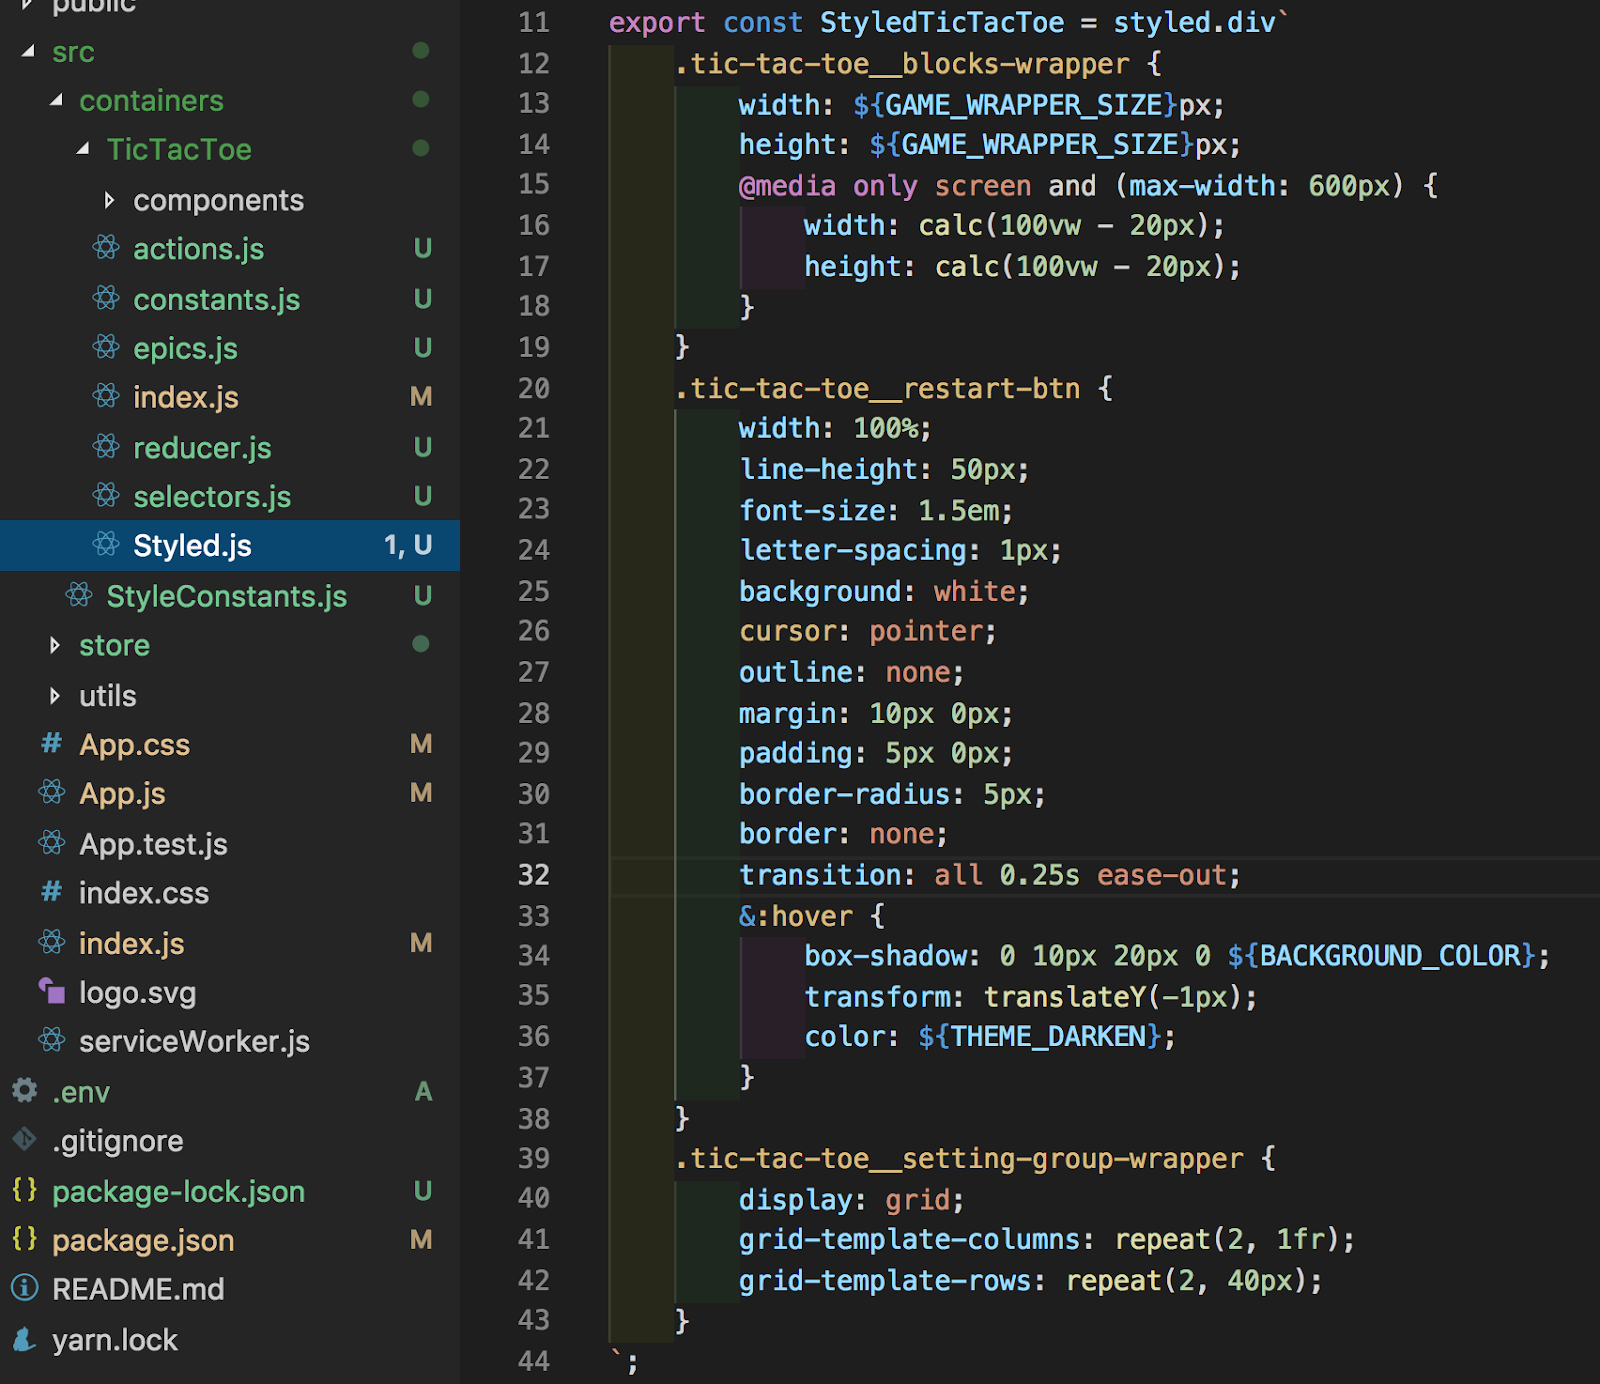 public
src
containers
TicTacToe
components
actions.js U
constants.js U
epics.js U
index.js M
reducer.js U
selectors.js U
Styled.js 1, U
StyleConstants.js U
store
utils
App.css M
App.js M
App.test.js
index.css
index.js M
logo.svg
serviceWorker.js
.env A
.gitignore
package-lock.json U
package.json M
README.md
yarn.lock
11 export const StyledTicTacToe = styled.div`
12 .tic-tac-toe__blocks-wrapper {
13 width: ${GAME_WRAPPER_SIZE}px;
14 height: ${GAME_WRAPPER_SIZE}px;
15 @media only screen and (max-width: 600px) {
16 width: calc(100vw - 20px);
17 height: calc(100vw - 20px);
18 }
19 }
20 .tic-tac-toe__restart-btn {
21 width: 100%;
22 line-height: 50px;
23 font-size: 1.5em;
24 letter-spacing: 1px;
25 background: white;
26 cursor: pointer;
27 outline: none;
28 margin: 10px 0px;
29 padding: 5px 0px;
30 border-radius: 5px;
31 border: none;
32 transition: all 0.25s ease-out;
33 &:hover {
34 box-shadow: 0 10px 20px 0 ${BACKGROUND_COLOR};
35 transform: translateY(-1px);
36 color: ${THEME_DARKEN};
37 }
38 }
39 .tic-tac-toe__setting-group-wrapper {
40 display: grid;
41 grid-template-columns: repeat(2, 1fr);
42 grid-template-rows: repeat(2, 40px);
43 }
44 `;